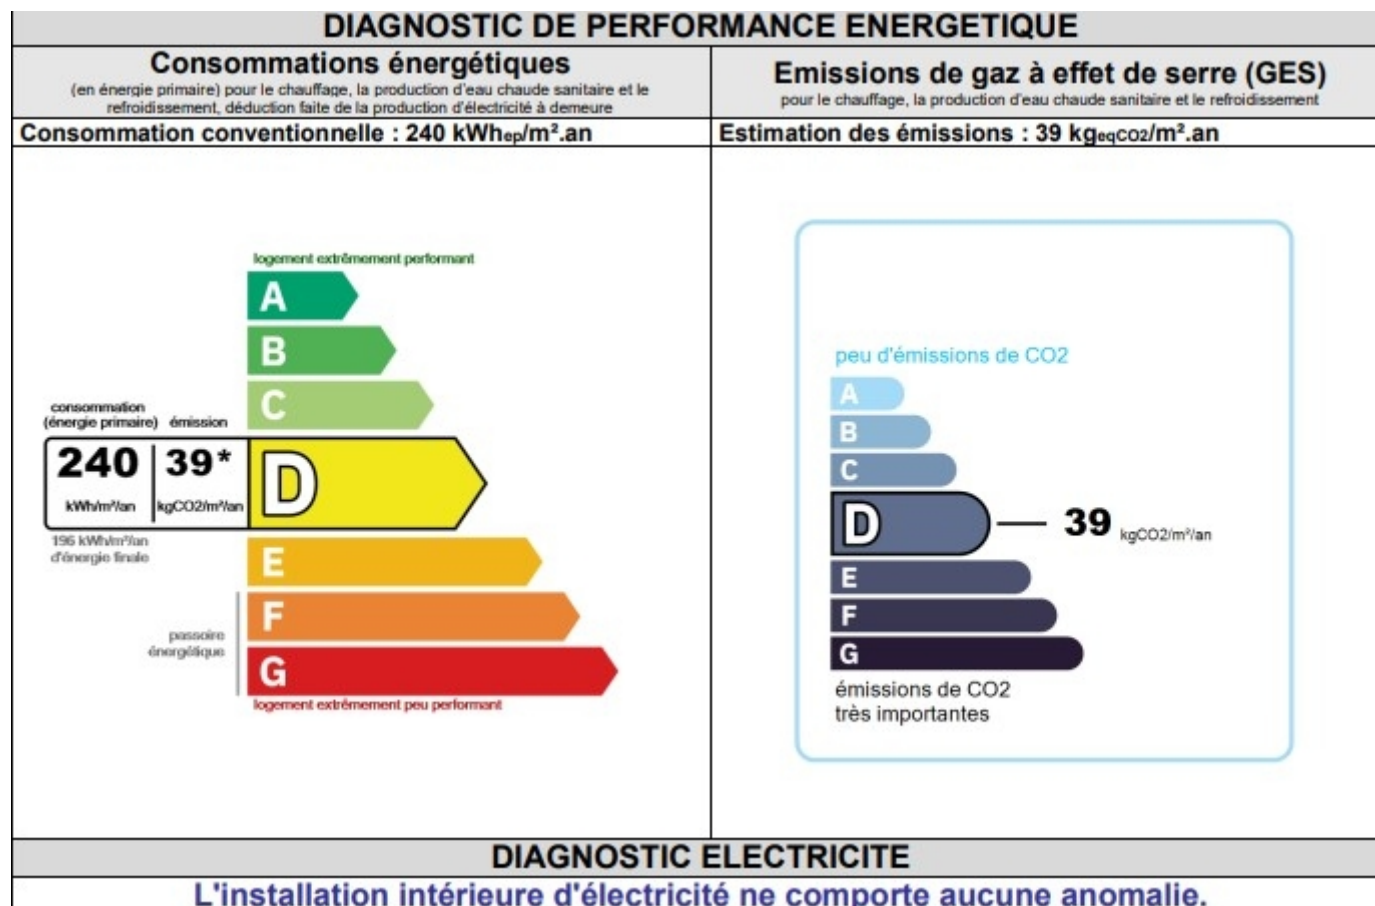 DIAGNOSTIC DE PERFORMANCE ENERGETIQUE
Consommations énergétiques
(en énergie primaire) pour le chauffage, la production d'eau chaude sanitaire et le
refroidissement, déduction faite de la production d'électricité à demeure
Consommation conventionnelle : 240 kWhep/m².an
logement extrêmement performant
A
B
C
consommation
(énergie primaire) émission
240 39*
kWh/m²/an kgCO2/m²/an
D
196 kWh/m²/an
d'énergie finale
E
F
passoire
énergétique
G
logement extrêmement peu performant
Emissions de gaz à effet de serre (GES)
pour le chauffage, la production d'eau chaude sanitaire et le refroidissement
Estimation des émissions : 39 kgeqCO2/m².an
peu d'émissions de CO2
A
B
C
D 39 kgCO2/m²/an
E
F
G
émissions de CO2
très importantes
DIAGNOSTIC ELECTRICITE
L'installation intérieure d'électricité ne comporte aucune anomalie.